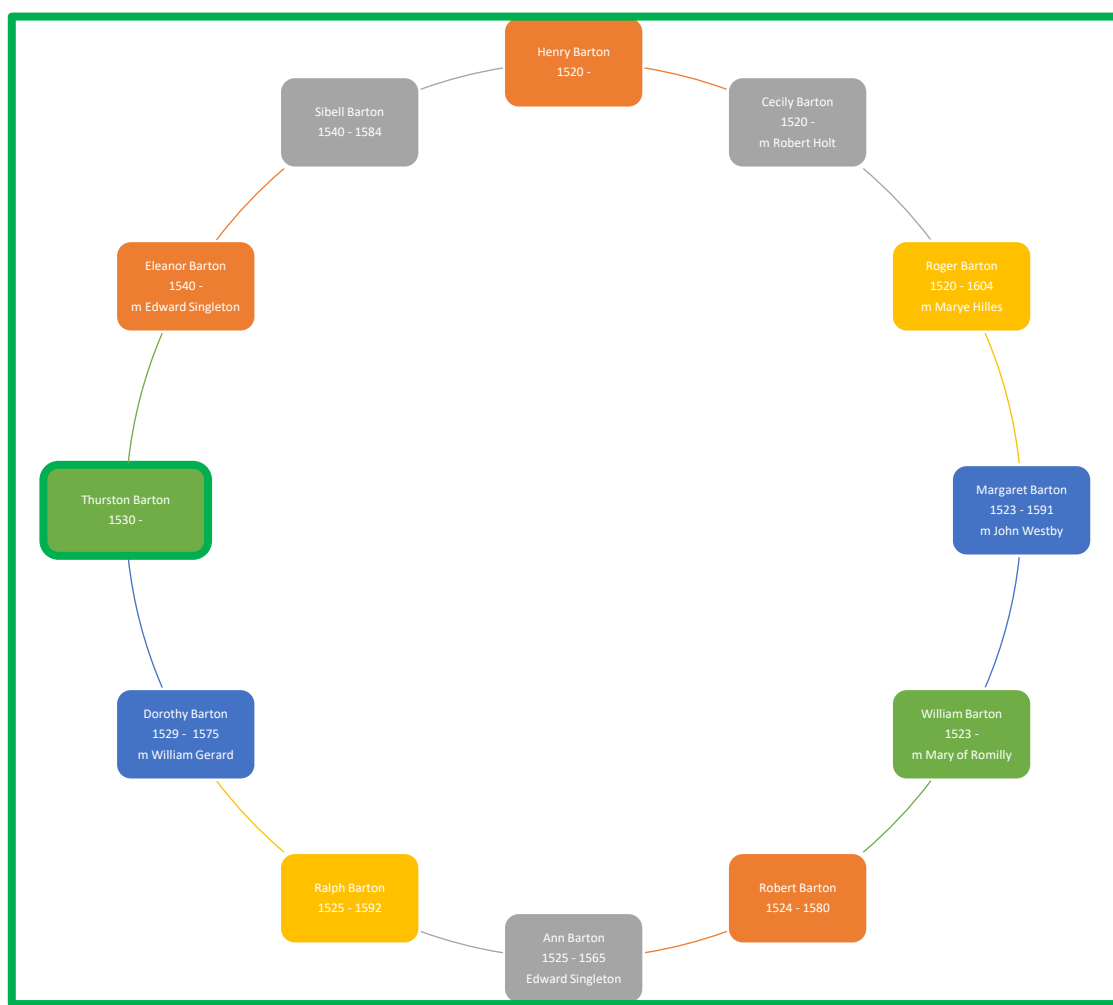 Henry Barton
1520 -
Cecily Barton
1520 -
m Robert Holt
Roger Barton
1520 - 1604
m Marye Hilles
Margaret Barton
1523 - 1591
m John Westby
William Barton
1523 -
m Mary of Romilly
Robert Barton
1524 - 1580
Ann Barton
1525 - 1565
Edward Singleton
Ralph Barton
1525 - 1592
Dorothy Barton
1529 - 1575
m William Gerard
Thurston Barton
1530 -
Eleanor Barton
1540 -
m Edward Singleton
Sibell Barton
1540 - 1584